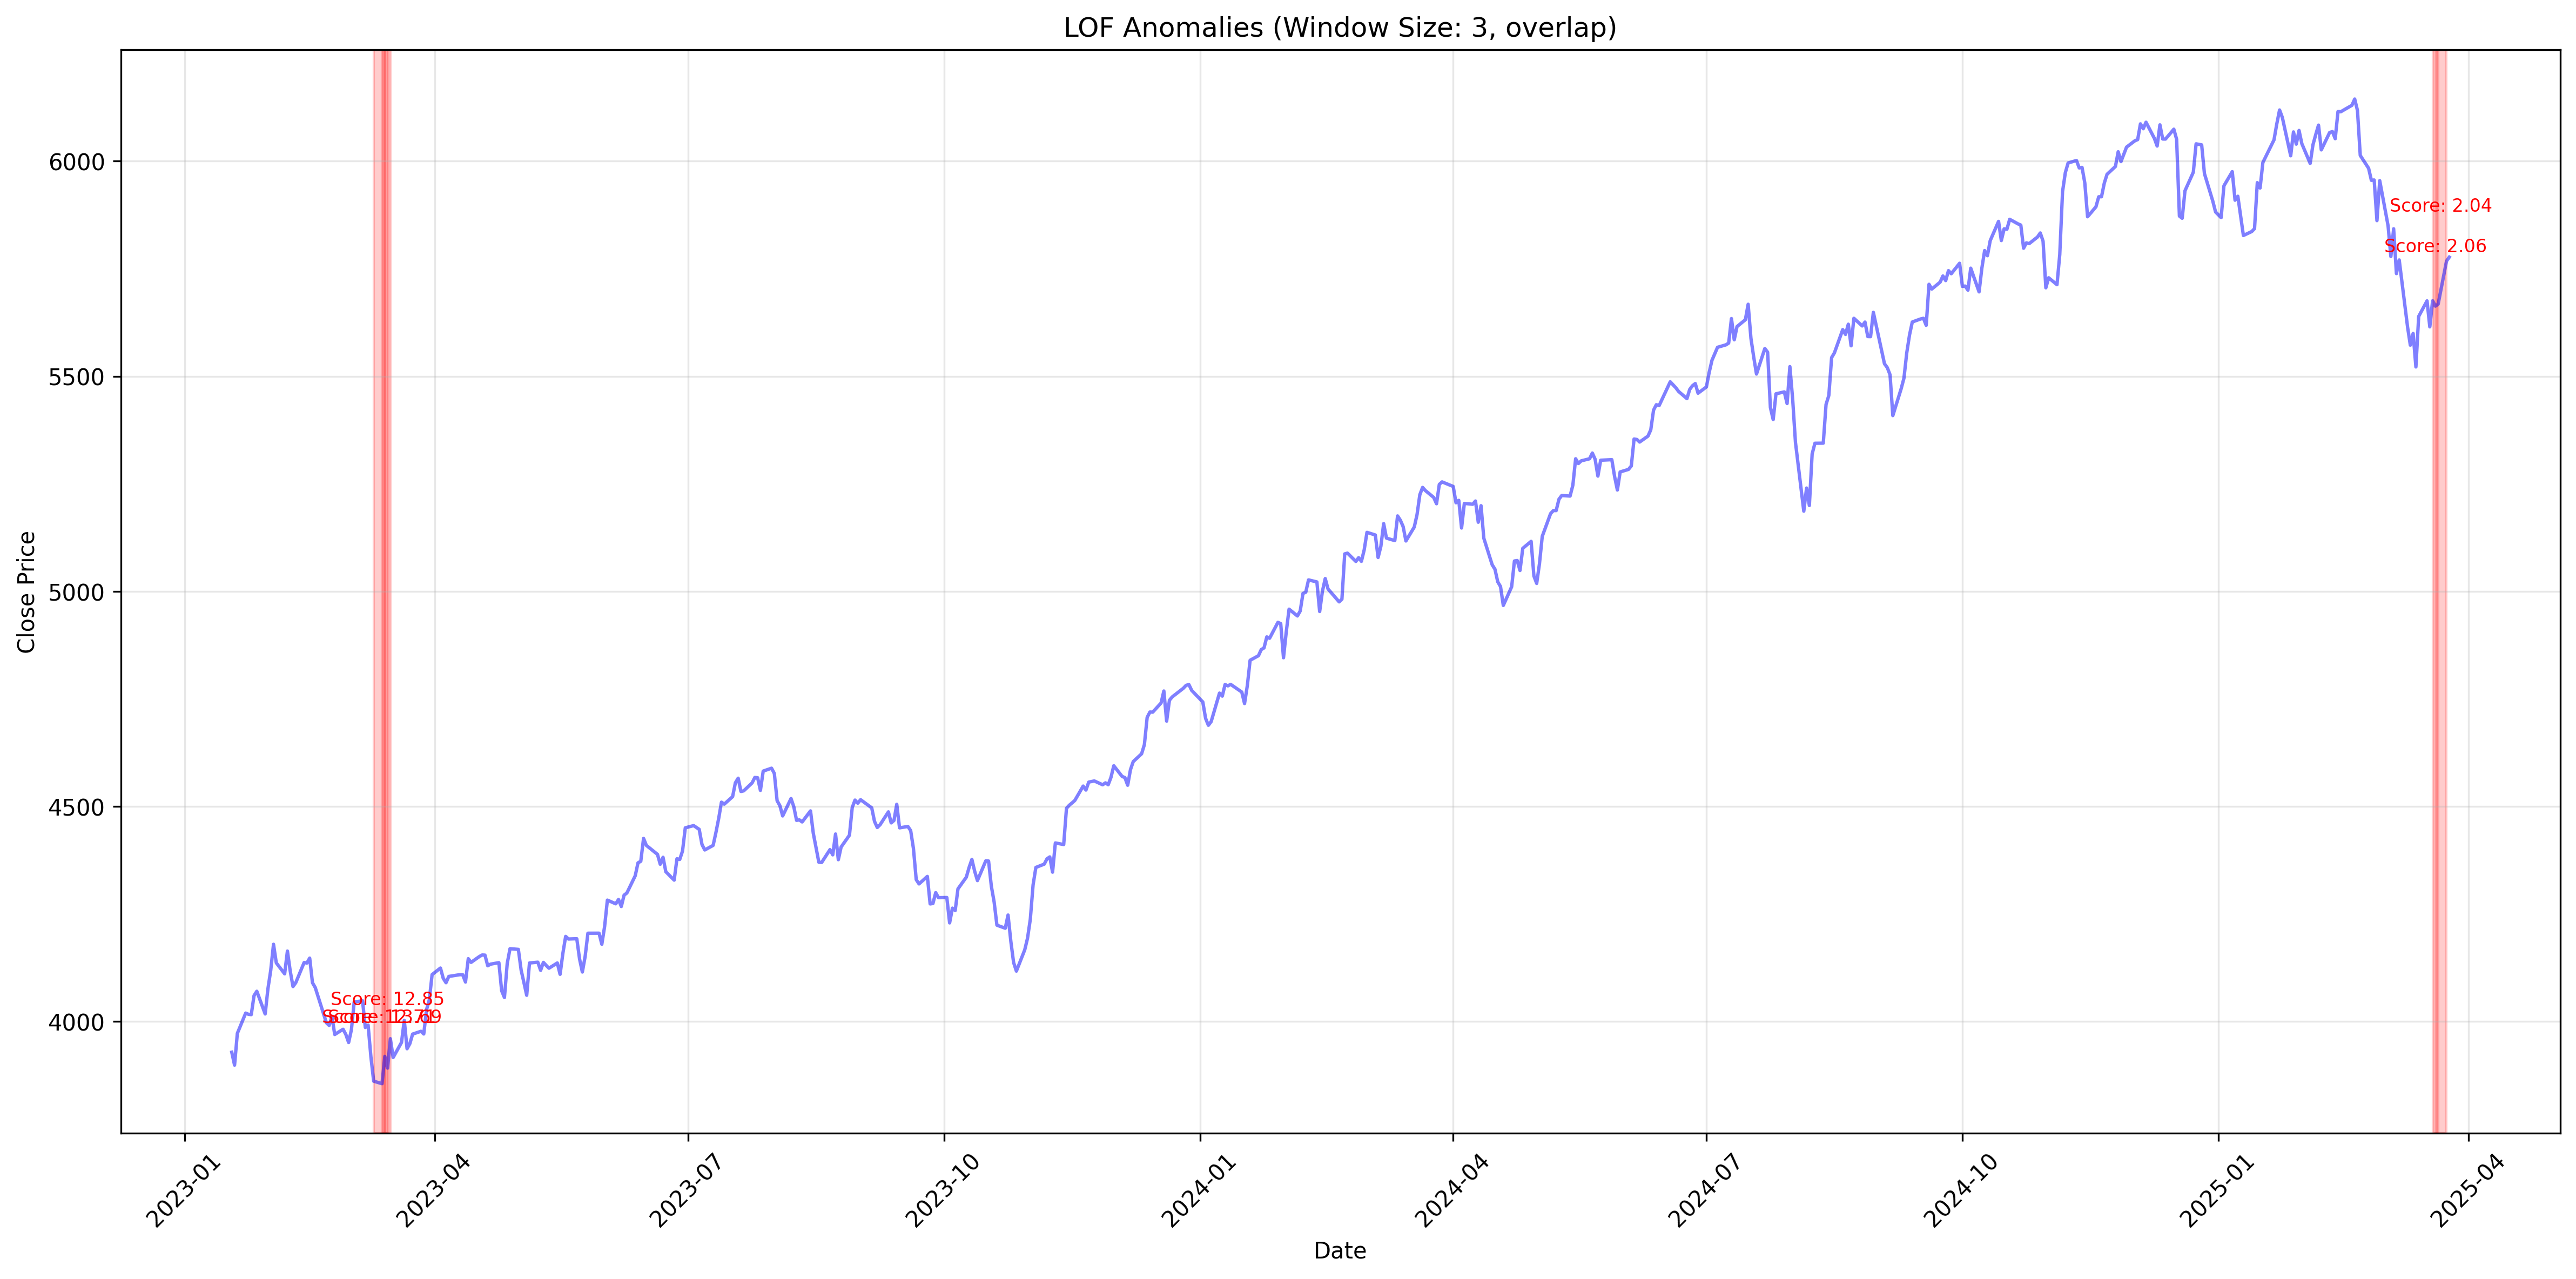 LOF Anomalies (Window Size: 3, overlap)
Close Price
6000
5500
5000
4500
4000
Score: 2.04
Score: 2.06
Score: 12.85
2023-01
2023-04
2023-07
2023-10
2024-01
2024-04
2024-07
2024-10
2025-01
2025-04
Date